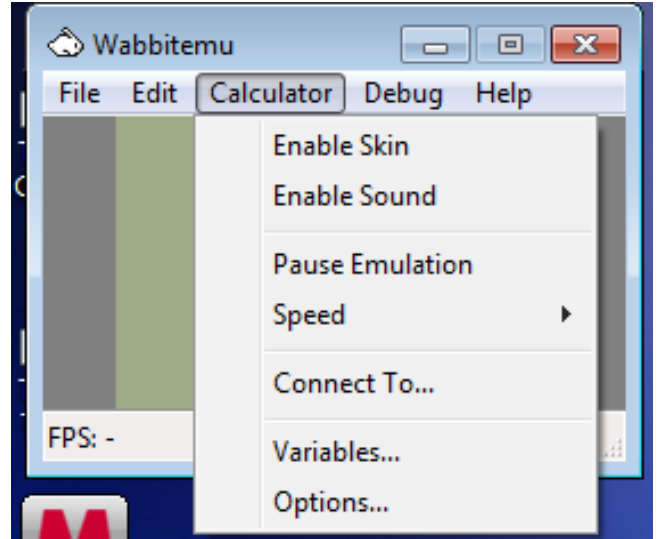 Wabbitemu
File Edit Calculator Debug Help
Enable Skin
Enable Sound
Pause Emulation
Speed
Connect To...
FPS: -
Variables...
Options...